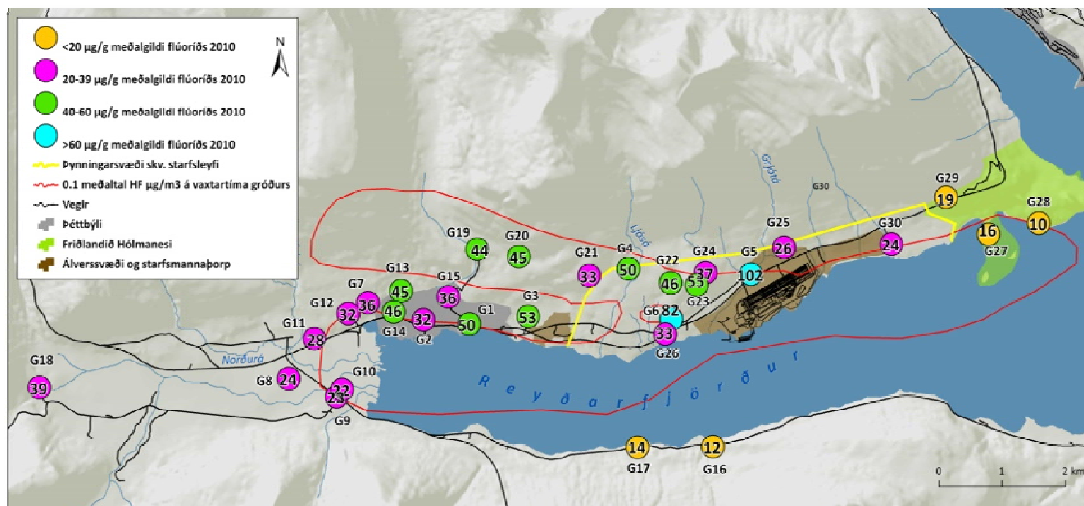 <20 µg/g meðalgildi flúoríðs 2010
20-39 µg/g meðalgildi flúoríðs 2010
40-60 µg/g meðalgildi flúoríðs 2010
>60 µg/g meðalgildi flúoríðs 2010
Þynningarsvæði skv. starfsleyfi
0.1 meðaltal HF µg/m3 á vaxtartíma gróðurs
Vegir
Þéttbýli
Friðlandið Hólmanesi
Álverssvæði og starfsmannaþorp
N
G29
19
G28
10
16
G27
Grjótá
G30
G30
24
G25
26
G5
102
G24
37
G22
46
53
G23
G4
50
Ljósá
G21
33
G6
82
33
G26
G20
45
G19
44
G3
53
G15
36
G1
50
G13
45
46
G14
32
G2
G7
36
G12
32
G11
28
Norðurá
G18
39
G8
24
G10
22
23
G9
Reyðarfjörður
14
G17
12
G16
0
1
2 km